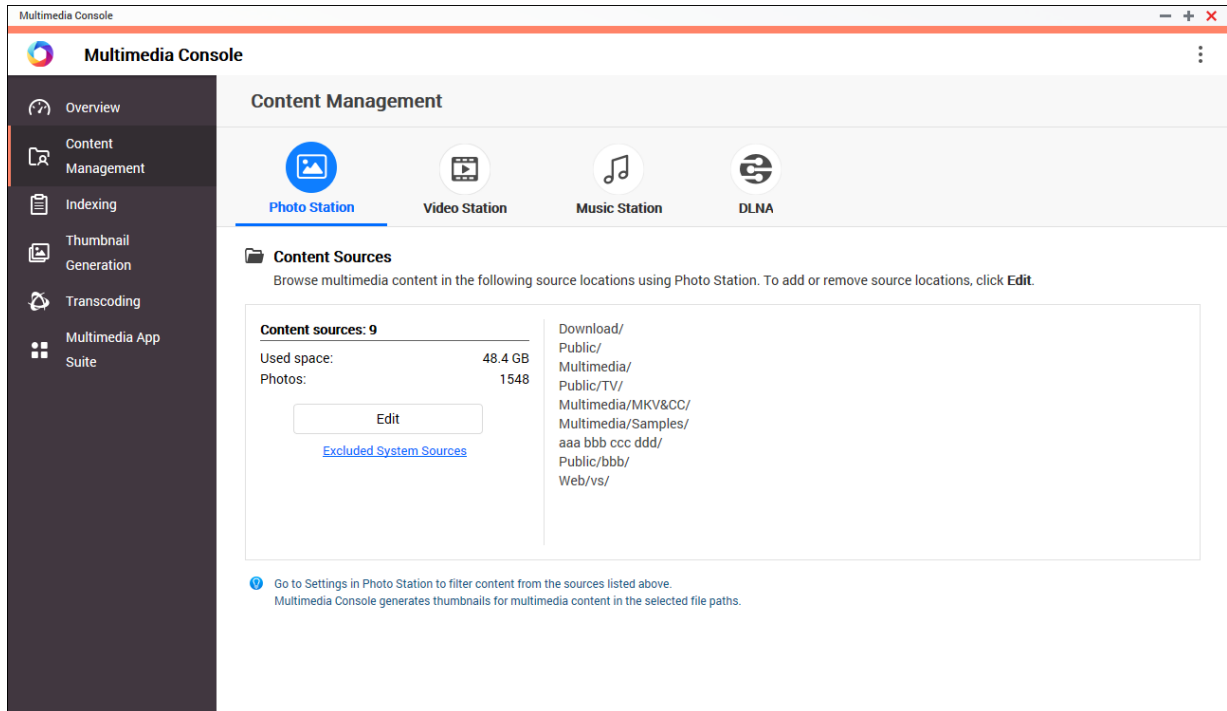 Multimedia Console
Multimedia Console
Overview
Content
Management
Indexing
Thumbnail
Generation
Transcoding
Multimedia App
Suite
Content Management
Photo Station
Video Station
Music Station
DLNA
Content Sources
Browse multimedia content in the following source locations using Photo Station. To add or remove source locations, click Edit.
Content sources: 9
Used space: 48.4 GB
Photos: 1548
Edit
Excluded System Sources
Download/
Public/
Multimedia/
Public/TV/
Multimedia/MKV&CC/
Multimedia/Samples/
aaa bbb ccc ddd/
Public/bbb/
Web/vs/
Go to Settings in Photo Station to filter content from the sources listed above.
Multimedia Console generates thumbnails for multimedia content in the selected file paths.